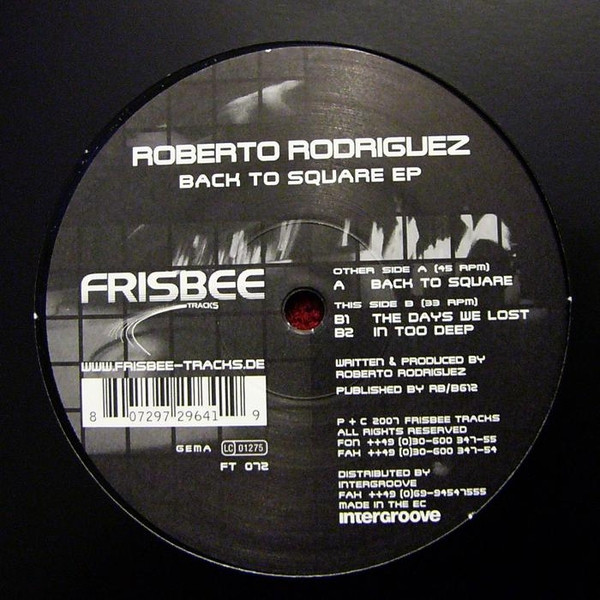 ROBERTO RODRIGUEZ
BACK TO SQUARE EP
FRISBEE
TRACKS
WWW.FRISBEE-TRACKS.DE
8 07297 29641 9
GEMA LC 01275
FT 072
OTHER SIDE A (45 RPM)
A BACK TO SQUARE
THIS SIDE B (33 RPM)
B1 THE DAYS WE LOST
B2 IN TOO DEEP
WRITTEN & PRODUCED BY
ROBERTO RODRIGUEZ
PUBLISHED BY RB/BG12
P + C 2007 FRISBEE TRACKS
ALL RIGHTS RESERVED
FON ++49 (0)30-600 347-55
FAX ++49 (0)30-600 347-54
DISTRIBUTED BY
INTERGROOVE
FAX ++49 (0)69-94547555
MADE IN THE EC
intergroove